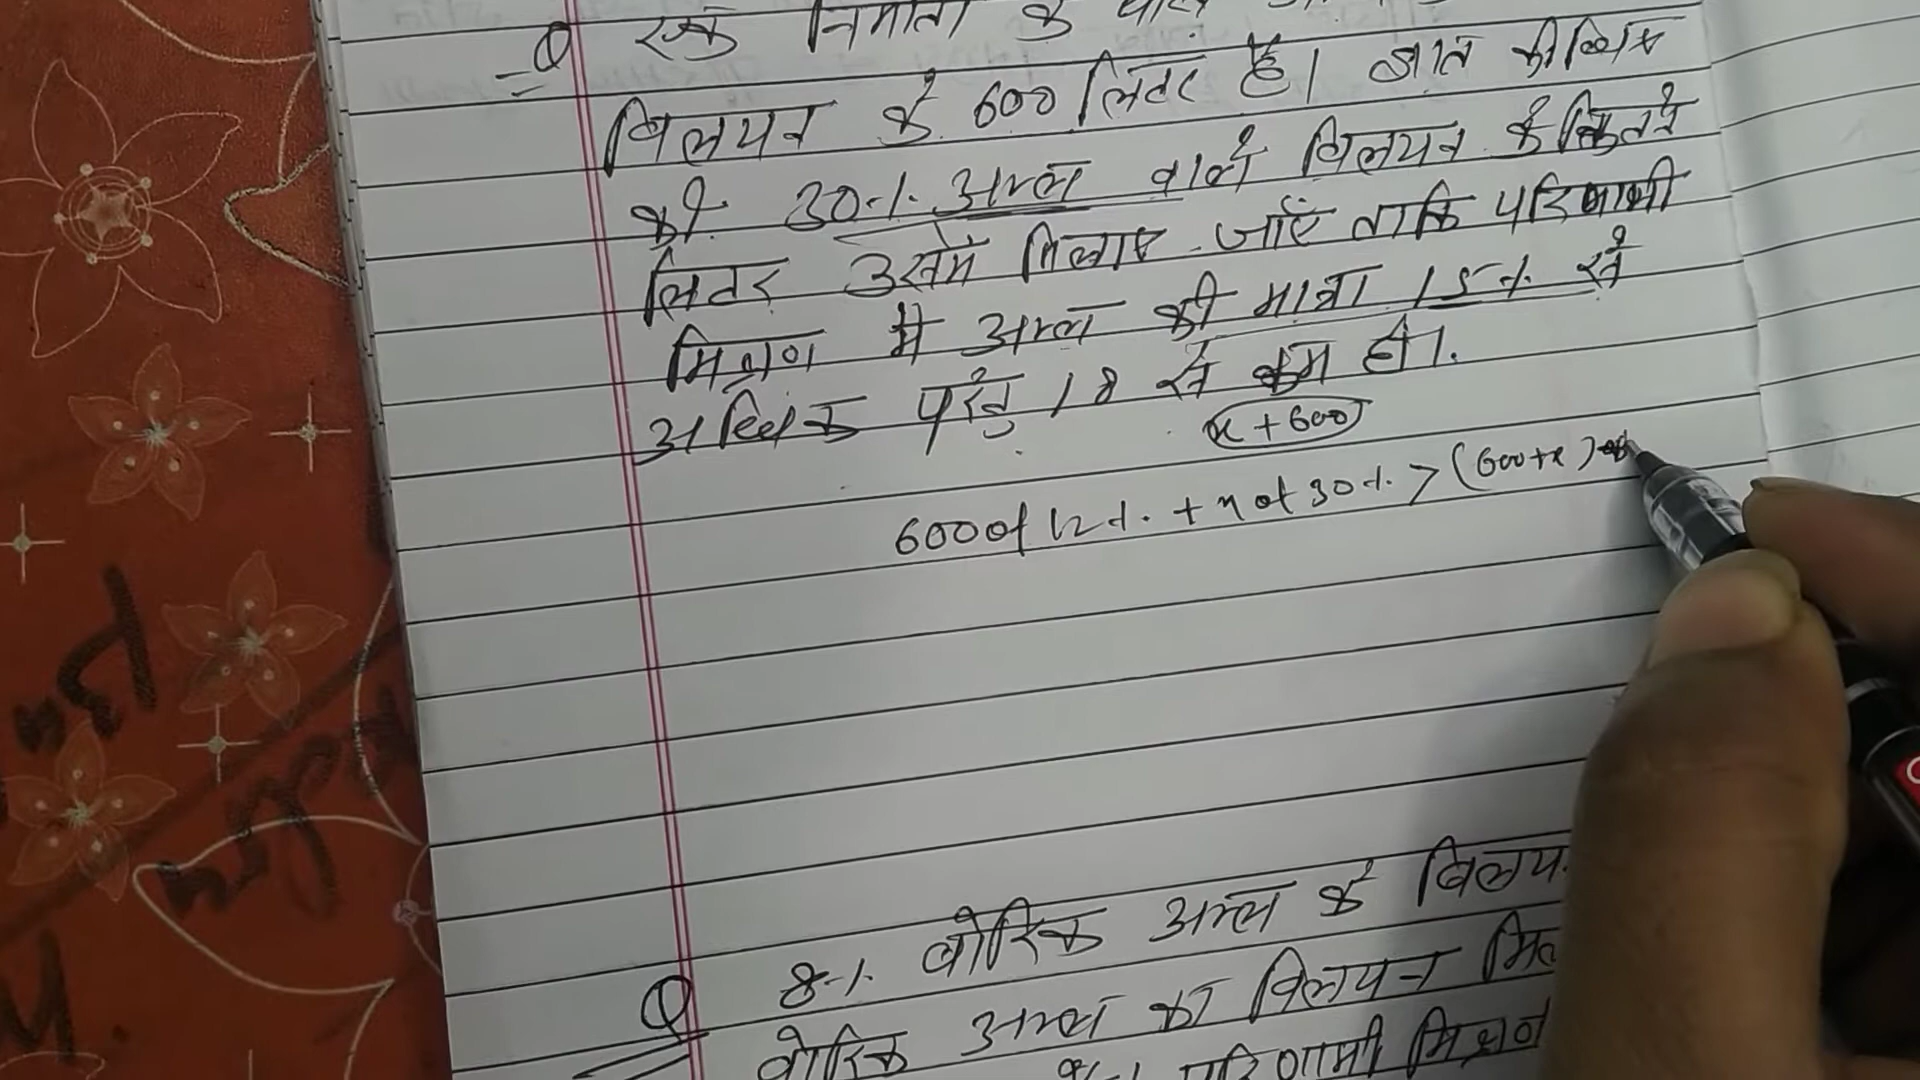 Q एक निर्माता के पास
विलयन के 600 लिटर है। ज्ञात कीजिए
की 30% अम्ल वाले विलयन के कितने
लिटर उसमें मिलाए जाएं ताकि परिणामी
मिश्रण में अम्ल की मात्रा 15% से
अधिक परंतु 18 से कम हो।
(x + 600)
600 of 12%. + x of 30%. > (600+x) of
Q 8%. बोरिक अम्ल के विलय
बोरिक अम्ल का विलयन मिल
परिणामी मिश्रण